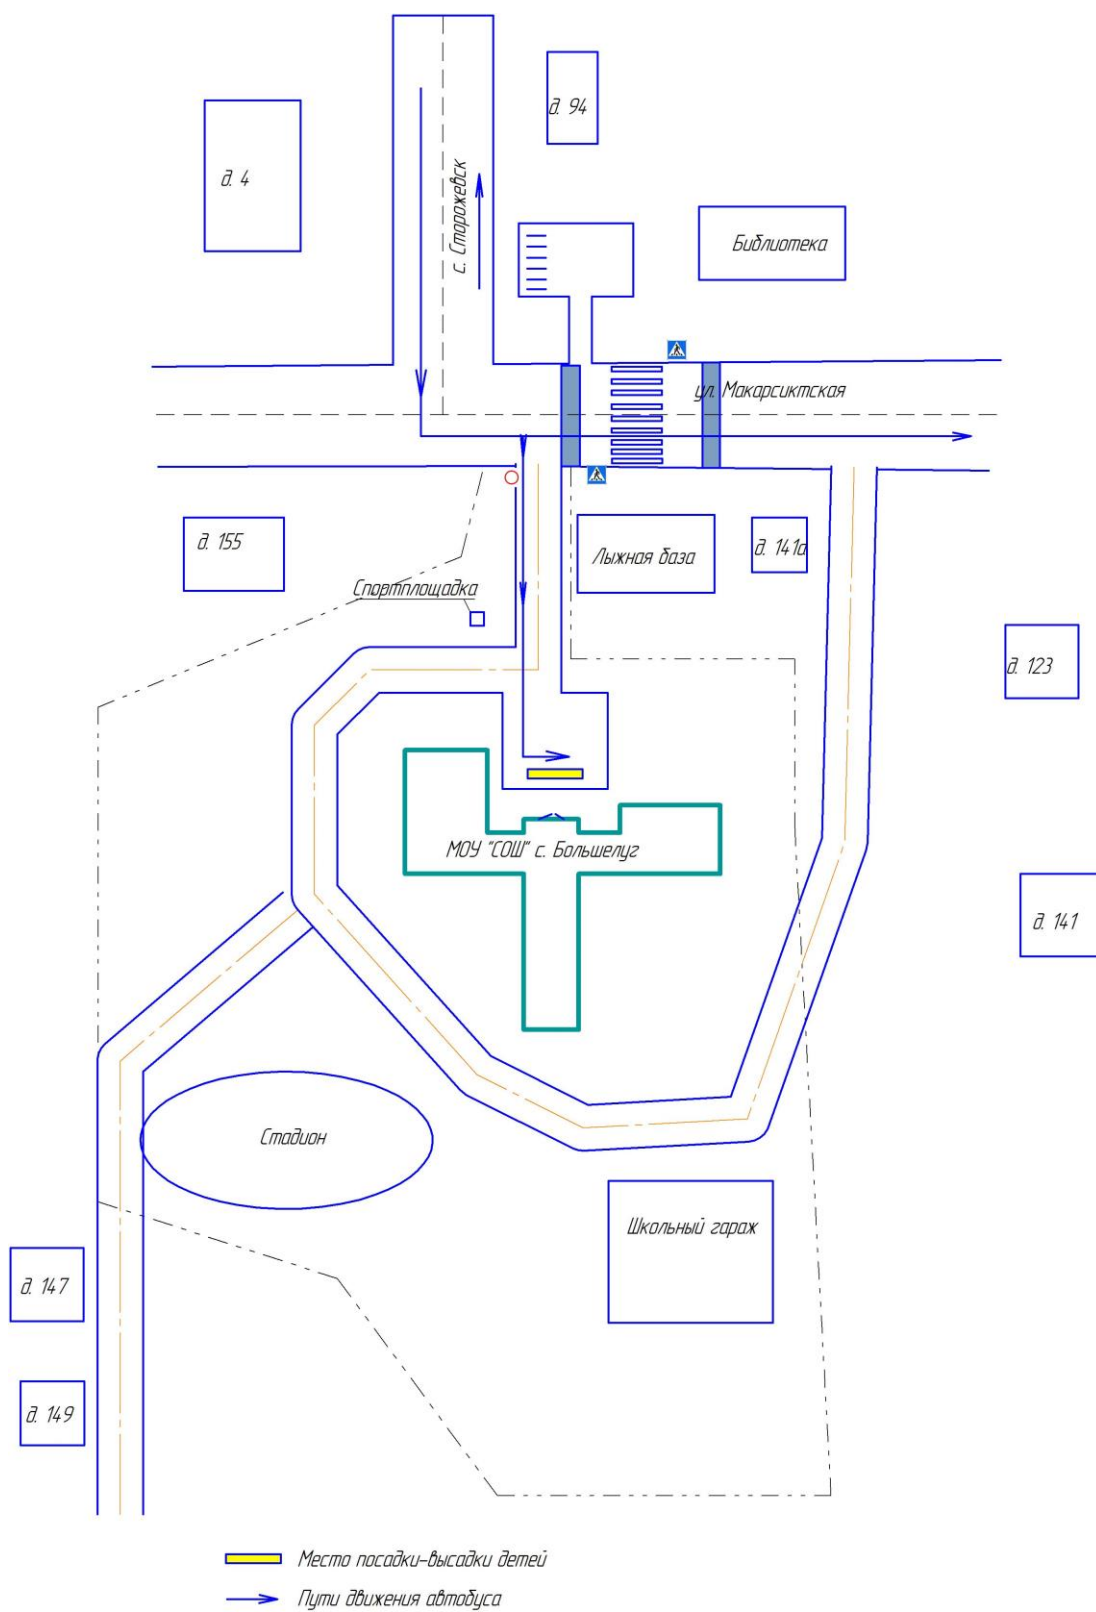 д. 94
д. 4
с. Сторожевск
Библиотека
ул. Макарсиктская
д. 155
Лыжная база
д. 141а
Спортплощадка
д. 123
МОУ "СОШ" с. Большелуг
д. 141
Стадион
Школьный гараж
д. 147
д. 149
Место посадки-высадки детей
Пути движения автобуса